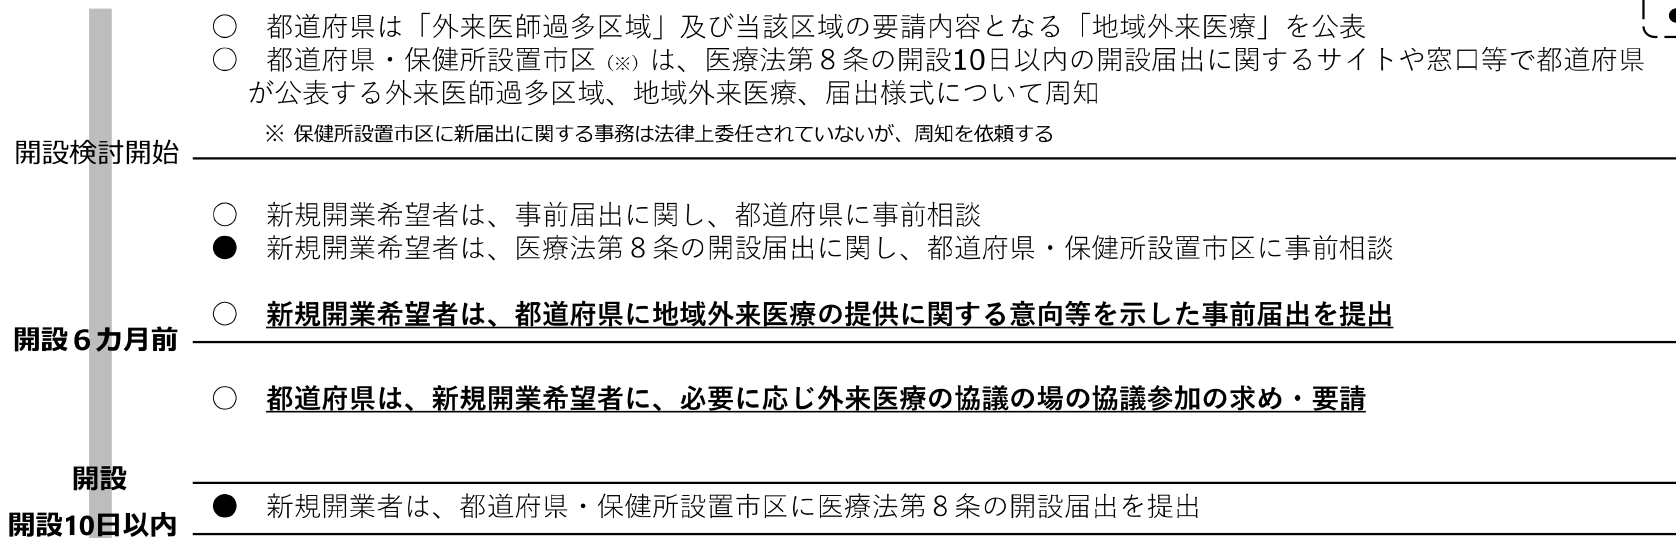 ○　都道府県は「外来医師過多区域」及び当該区域の要請内容となる「地域外来医療」を公表
○　都道府県・保健所設置市区（※）は、医療法第８条の開設10日以内の開設届出に関するサイトや窓口等で都道府県
が公表する外来医師過多区域、地域外来医療、届出様式について周知
※ 保健所設置市区に新届出に関する事務は法律上委任されていないが、周知を依頼する
開設検討開始
○　新規開業希望者は、事前届出に関し、都道府県に事前相談
●　新規開業希望者は、医療法第８条の開設届出に関し、都道府県・保健所設置市区に事前相談
○　新規開業希望者は、都道府県に地域外来医療の提供に関する意向等を示した事前届出を提出
開設６カ月前
○　都道府県は、新規開業希望者に、必要に応じ外来医療の協議の場の協議参加の求め・要請
開設
●　新規開業者は、都道府県・保健所設置市区に医療法第８条の開設届出を提出
開設10日以内